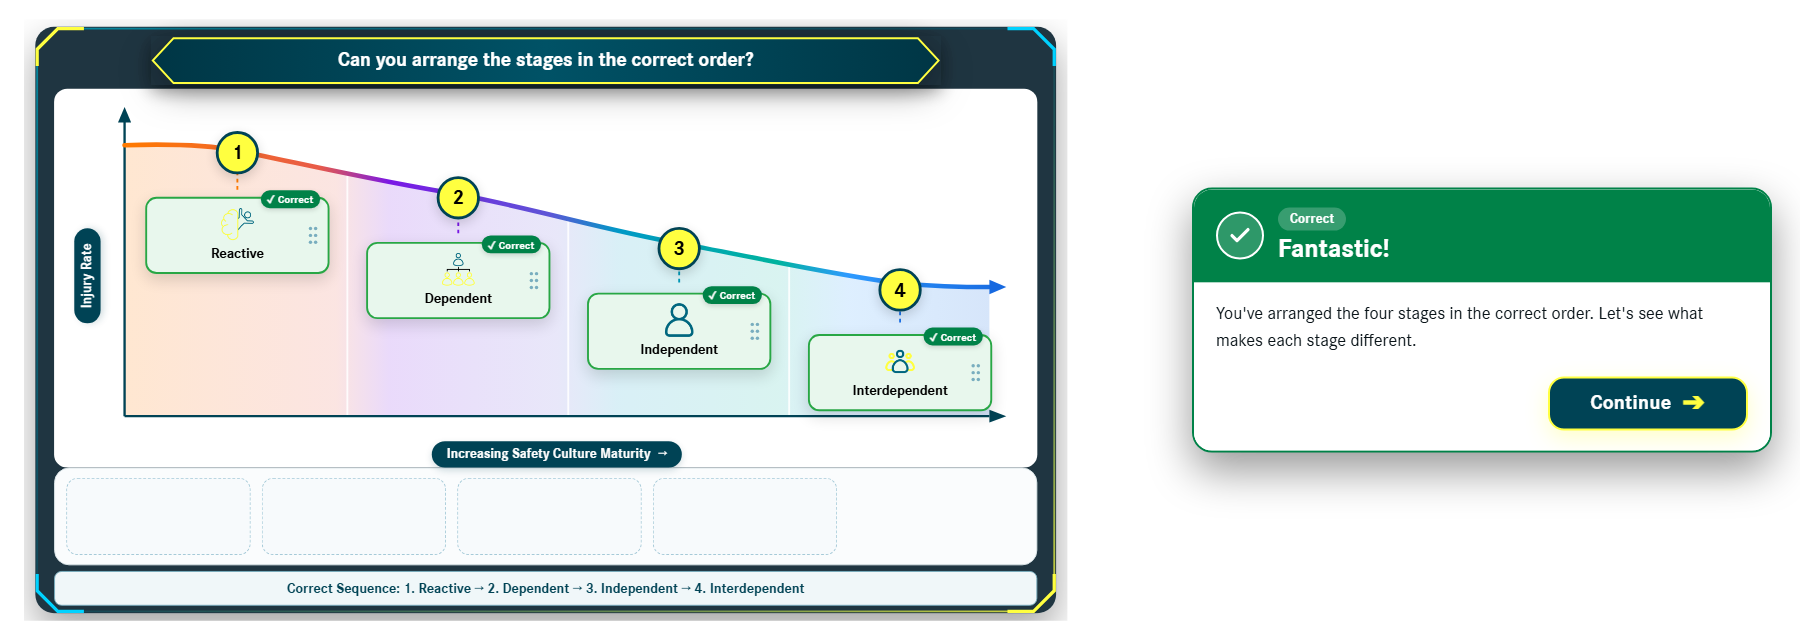 Can you arrange the stages in the correct order?
1
✓ Correct
Reactive
2
✓ Correct
Dependent
3
✓ Correct
Independent
4
✓ Correct
Interdependent
Injury Rate
Increasing Safety Culture Maturity →
Correct Sequence: 1. Reactive → 2. Dependent → 3. Independent → 4. Interdependent
Correct
Fantastic!
You've arranged the four stages in the correct order. Let's see what
makes each stage different.
Continue ➔